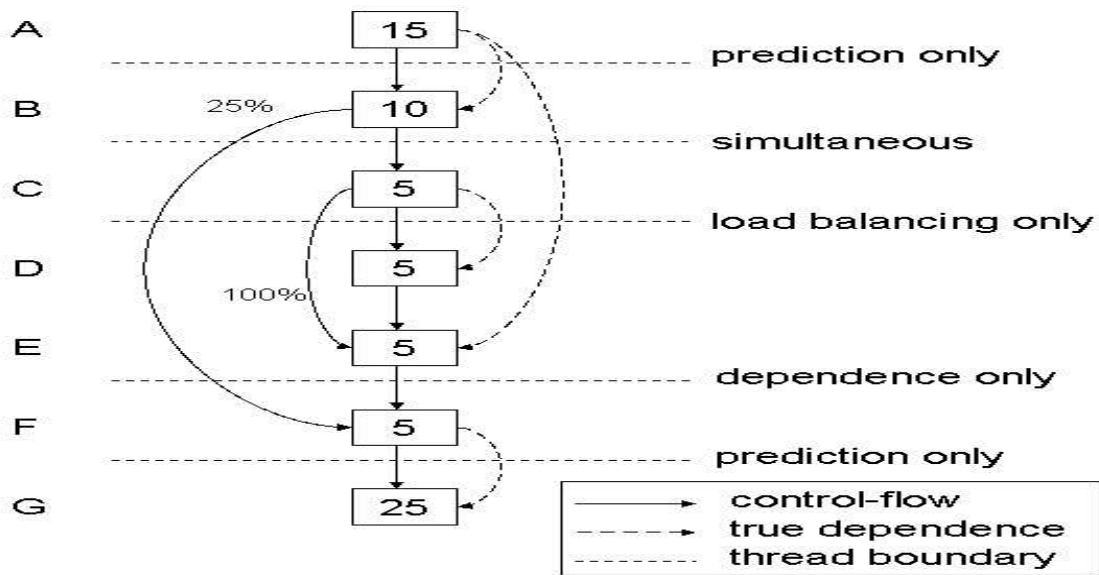 A
15
prediction only
25%
B
10
simultaneous
C
5
load balancing only
D
5
100%
E
5
dependence only
F
5
prediction only
G
25
control-flow
true dependence
thread boundary